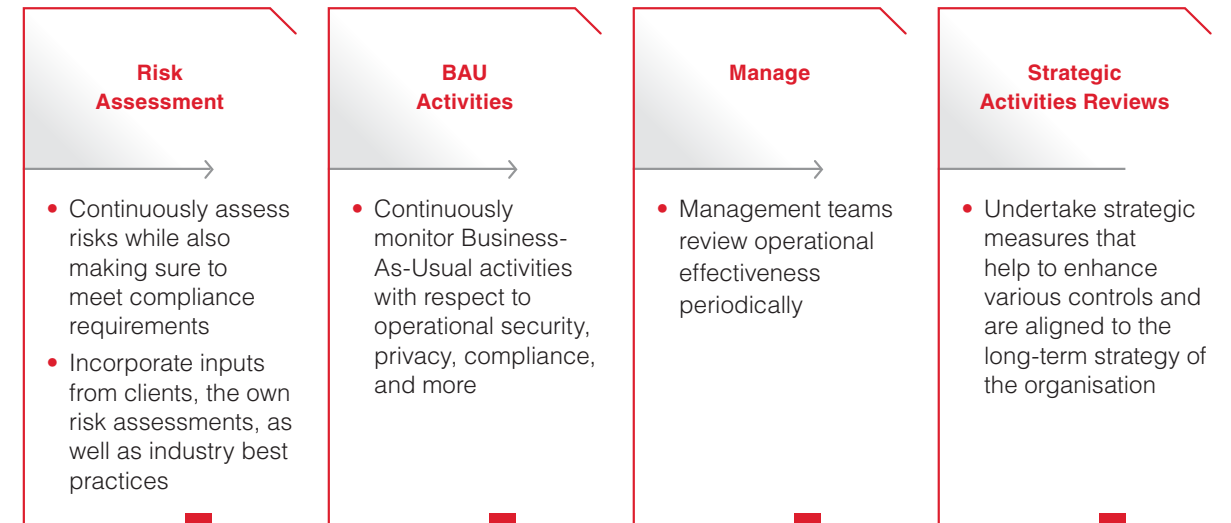 Risk
Assessment
• Continuously assess
risks while also
making sure to
meet compliance
requirements
• Incorporate inputs
from clients, the own
risk assessments, as
well as industry best
practices
BAU
Activities
• Continuously
monitor Business-
As-Usual activities
with respect to
operational security,
privacy, compliance,
and more
Manage
• Management teams
review operational
effectiveness
periodically
Strategic
Activities Reviews
• Undertake strategic
measures that
help to enhance
various controls and
are aligned to the
long-term strategy of
the organisation